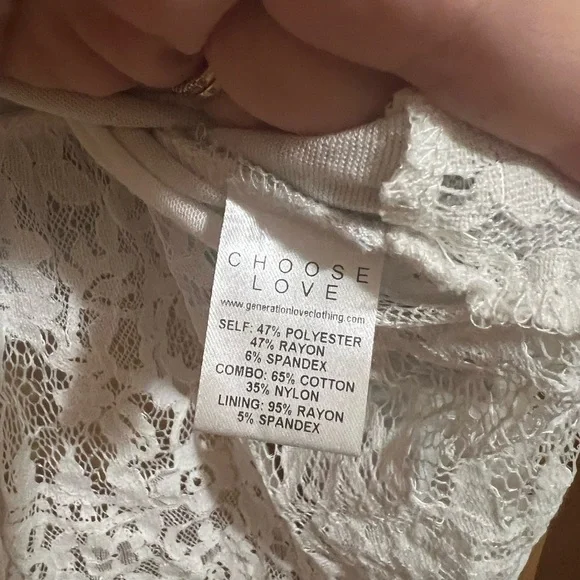 CHOOSE
LOVE
www.generationloveclothing.com
SELF: 47% POLYESTER
47% RAYON
6% SPANDEX
COMBO: 65% COTTON
35% NYLON
LINING: 95% RAYON
5% SPANDEX